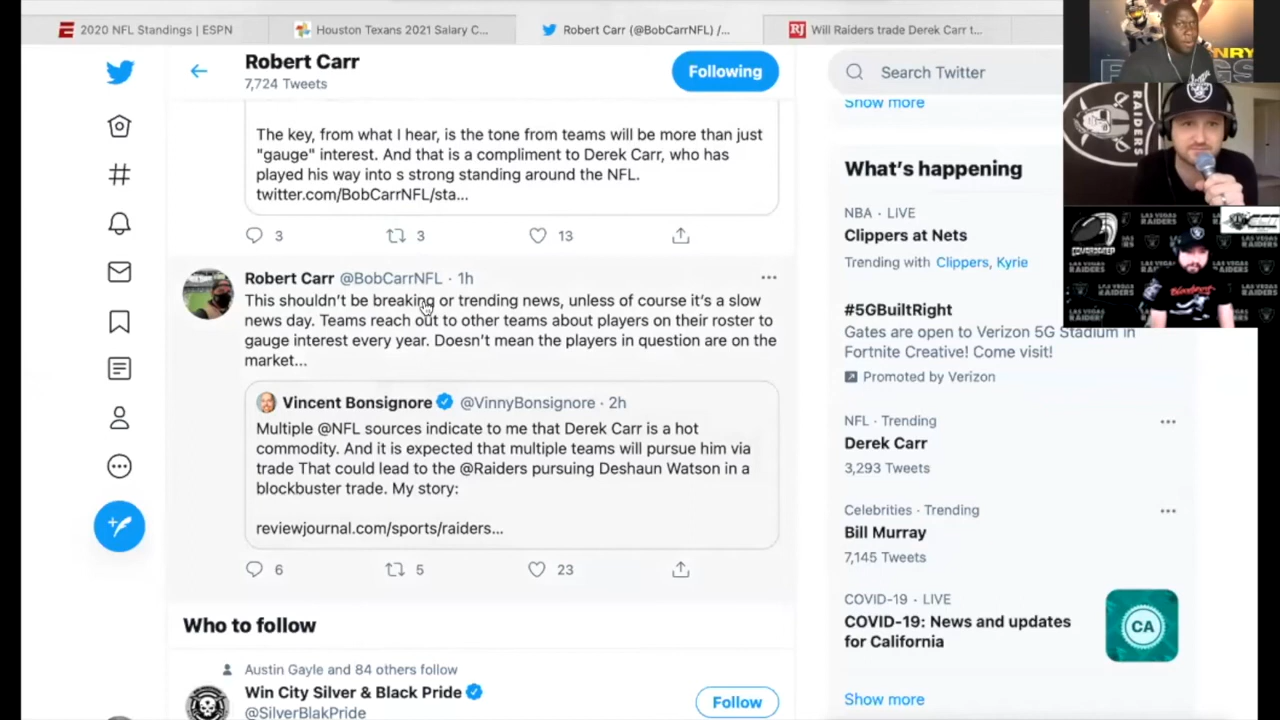 2020 NFL Standings | ESPN
Houston Texans 2021 Salary C...
Robert Carr (@BobCarrNFL) /...
RJ
Will Raiders trade Derek Carr t...
Robert Carr
7,724 Tweets
Following
Search Twitter
Show more
The key, from what I hear, is the tone from teams will be more than just
"gauge" interest. And that is a compliment to Derek Carr, who has
played his way into s strong standing around the NFL.
twitter.com/BobCarrNFL/sta...
3
3
13
Robert Carr @BobCarrNFL · 1h
This shouldn't be breaking or trending news, unless of course it's a slow
news day. Teams reach out to other teams about players on their roster to
gauge interest every year. Doesn't mean the players in question are on the
market...
Vincent Bonsignore @VinnyBonsignore · 2h
Multiple @NFL sources indicate to me that Derek Carr is a hot
commodity. And it is expected that multiple teams will pursue him via
trade That could lead to the @Raiders pursuing Deshaun Watson in a
blockbuster trade. My story:
reviewjournal.com/sports/raiders...
6
5
23
Who to follow
Austin Gayle and 84 others follow
Win City Silver & Black Pride
@SilverBlakPride
Follow
What's happening
NBA · LIVE
Clippers at Nets
Trending with Clippers, Kyrie
#5GBuiltRight
Gates are open to Verizon 5G Stadium in
Fortnite Creative! Come visit!
Promoted by Verizon
NFL · Trending
Derek Carr
3,293 Tweets
Celebrities · Trending
Bill Murray
7,145 Tweets
COVID-19 · LIVE
COVID-19: News and updates
for California
CA
Show more
NRY
RAIDERS
LAS VEGAS
RAIDERS